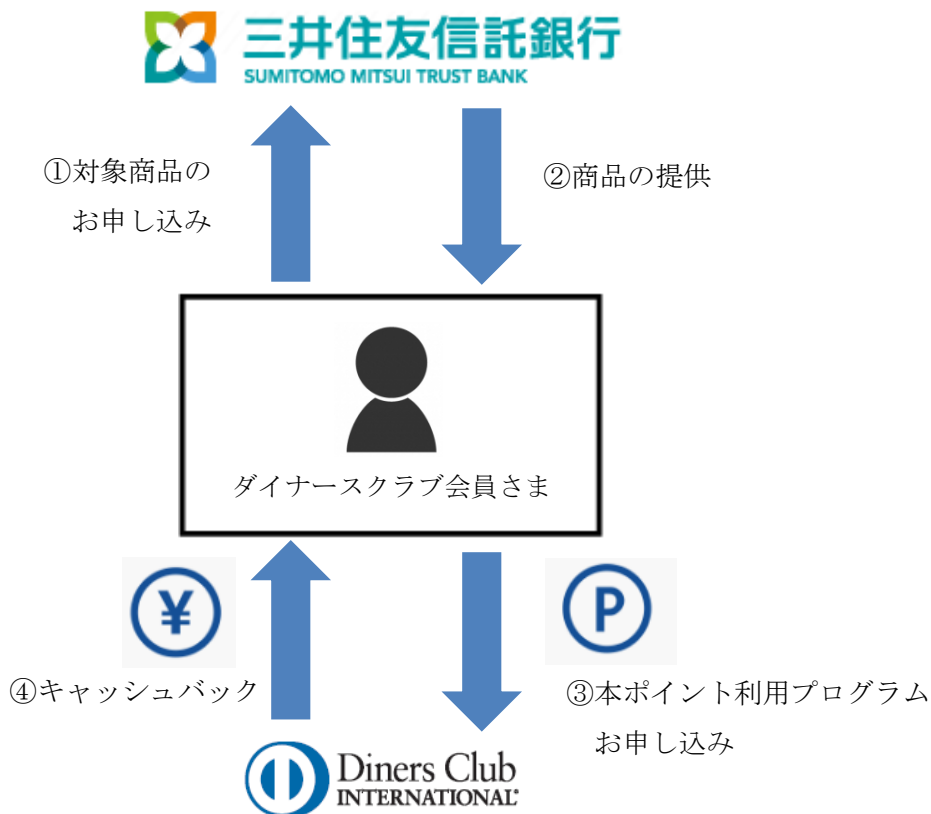 三井住友信託銀行
SUMITOMO MITSUI TRUST BANK
①対象商品の
お申し込み
②商品の提供
ダイナースクラブ会員さま
¥
P
④キャッシュバック
③本ポイント利用プログラム
お申し込み
Diners Club
INTERNATIONAL®